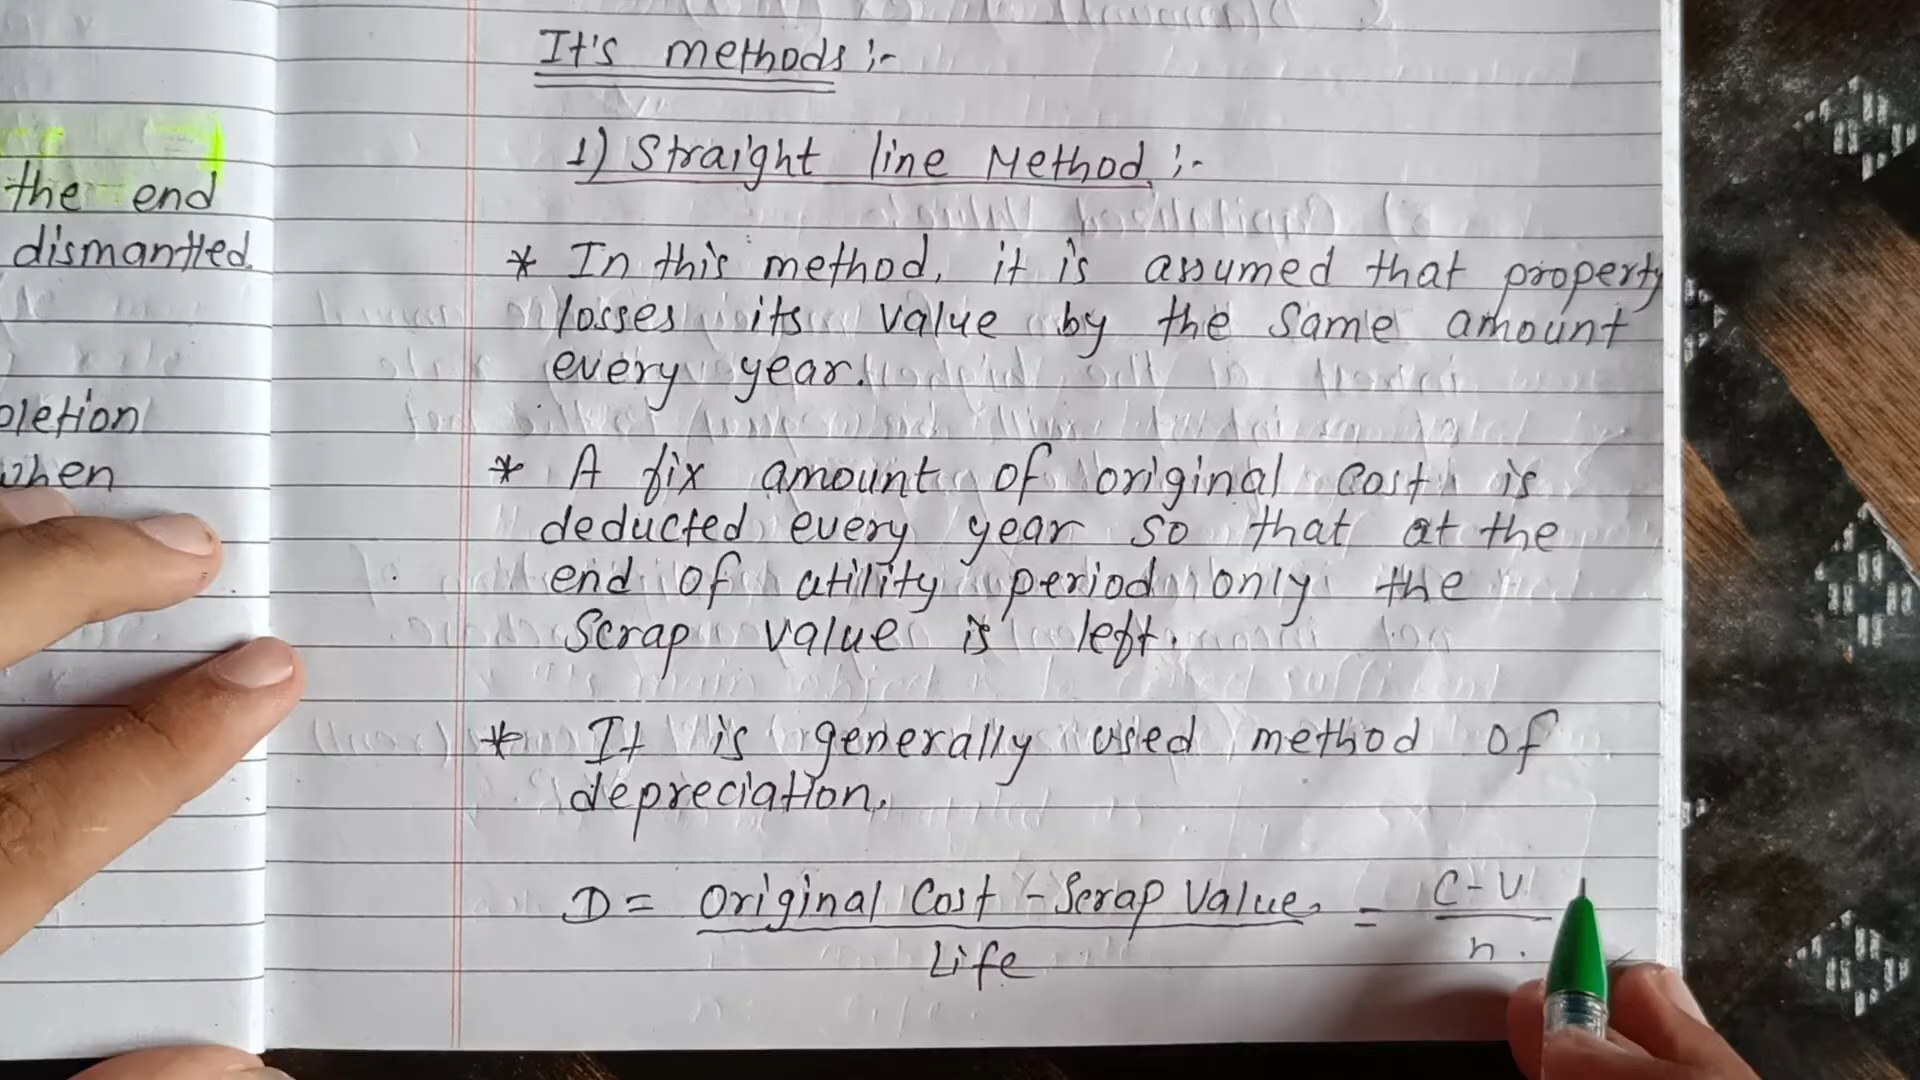 the end
dismantled.
pletion
when
It's methods :-
1) Straight line Method :-
* In this method, it is assumed that property
losses its value by the same amount
every year.
* A fix amount of original cost is
deducted every year so that at the
end of atility period only the
Scrap value is left.
* It is generally used method of
depreciation.
D = Original Cost - Scrap Value = C-V
Life n.